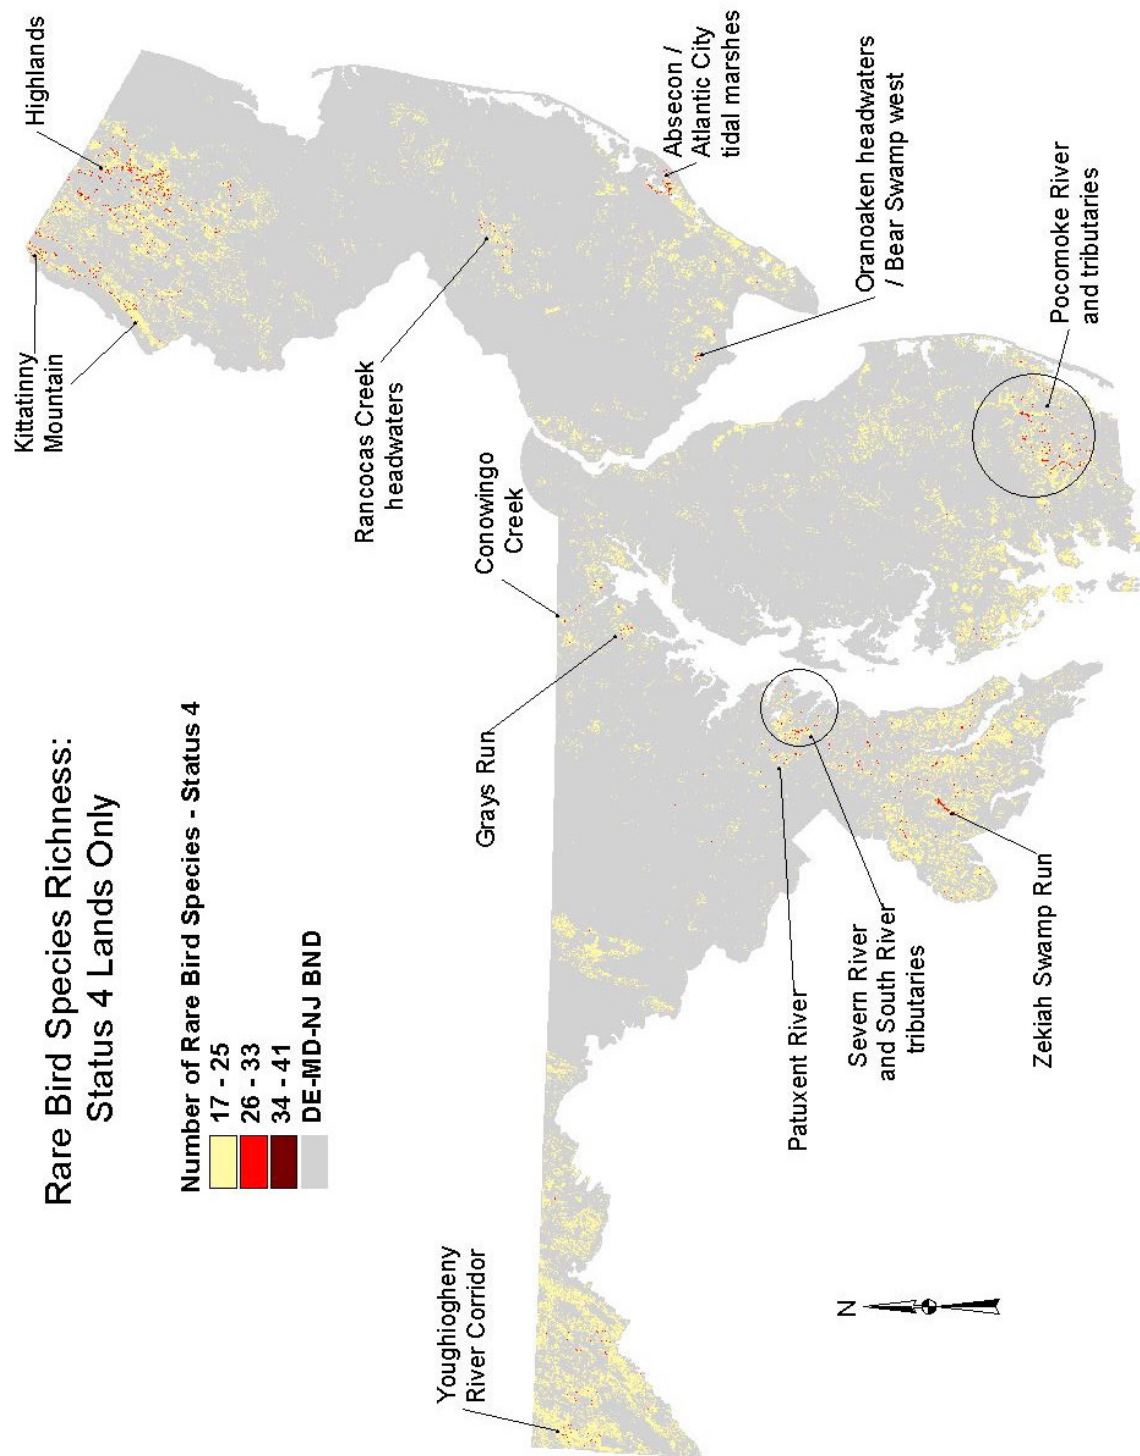 Rare Bird Species Richness:
Status 4 Lands Only
Number of Rare Bird Species - Status 4
17 - 25
26 - 33
34 - 41
DE-MD-NJ BND
Youghiogheny
River Corridor
N
Grays Run
Conowingo
Creek
Rancocas Creek
headwaters
Kittatinny
Mountain
Highlands
Absecon /
Atlantic City
tidal marshes
Oranoaken headwaters
/ Bear Swamp west
Pocomoke River
and tributaries
Patuxent River
Severn River
and South River
tributaries
Zekiah Swamp Run